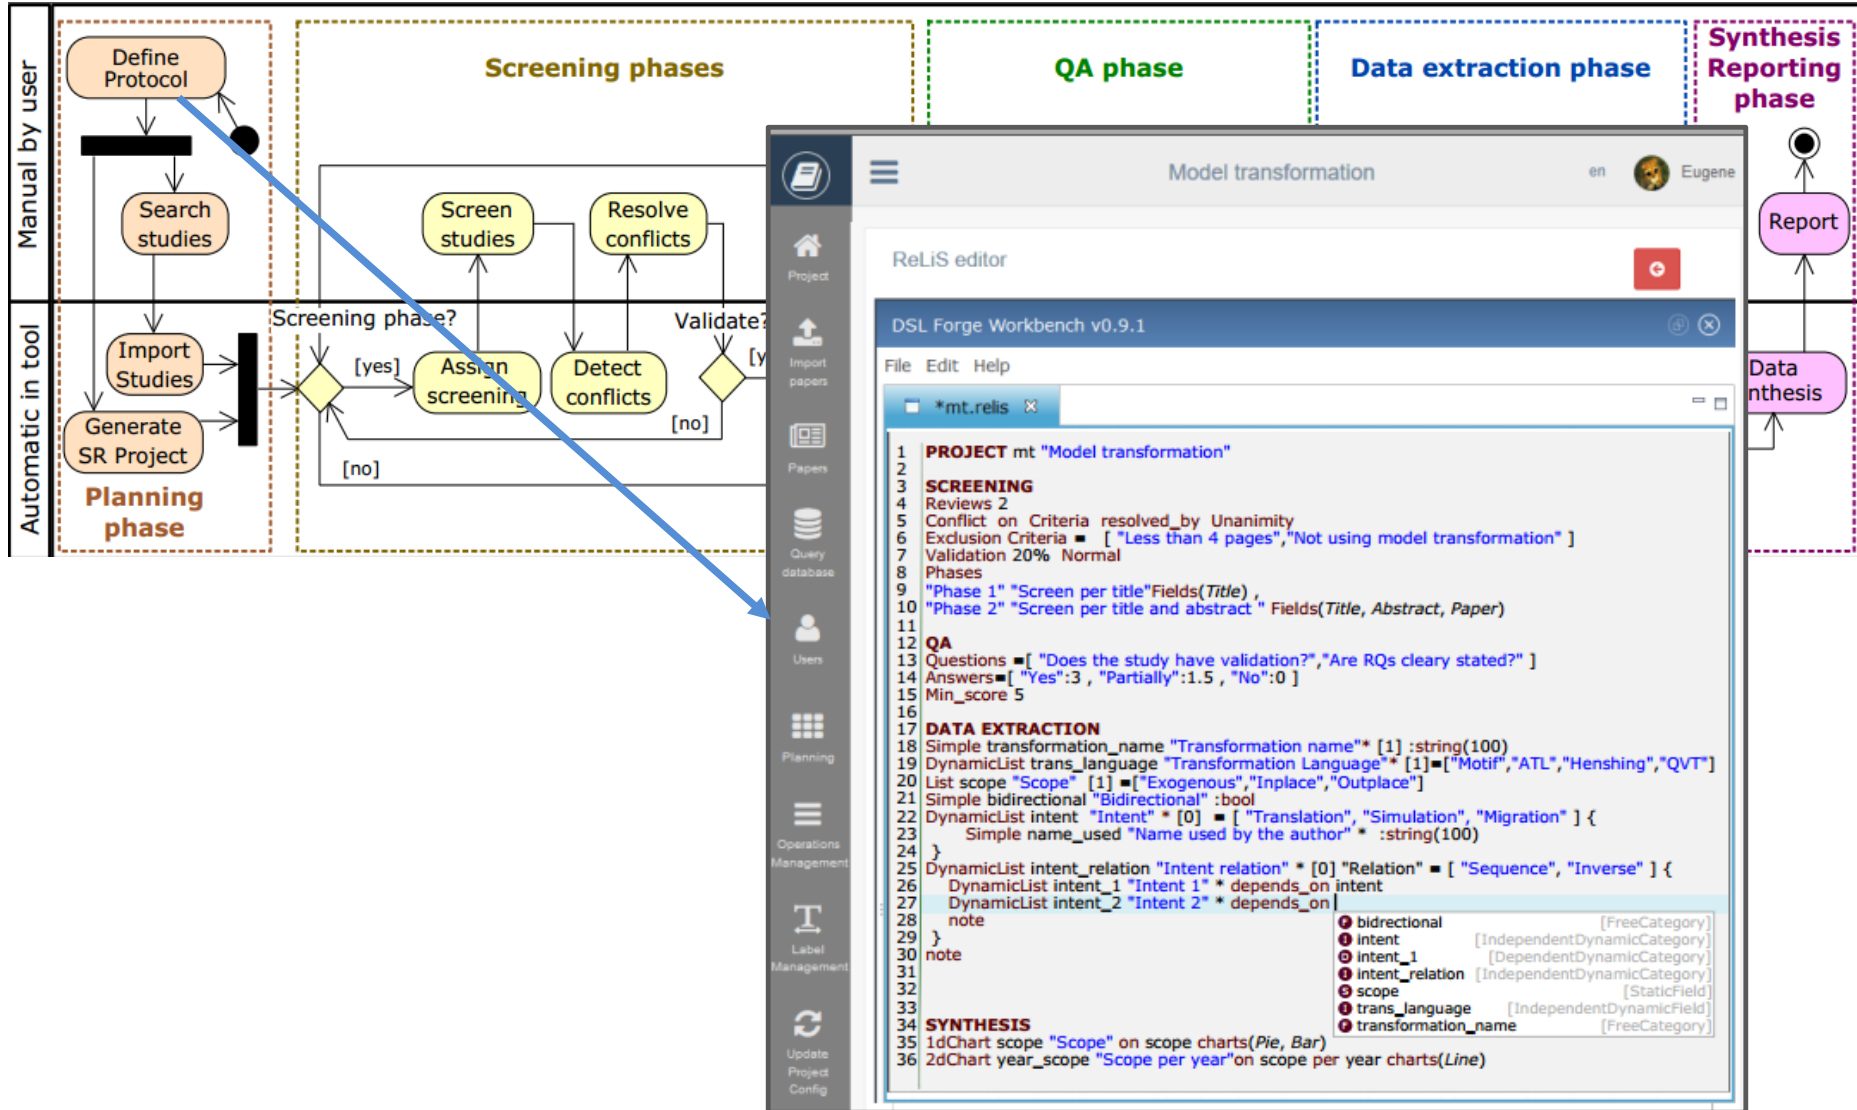 Manual by user
Automatic in tool
Define
Protocol
Search
studies
Import
Studies
Generate
SR Project
Planning
phase
Screening phases
Screening phase?
[yes]
[no]
Screen
studies
Resolve
conflicts
Assign
screening
Detect
conflicts
Validate?
[y
[no]
QA phase
Data extraction phase
Synthesis
Reporting
phase
Report
Data
nthesis
Model transformation
en
Eugene
Project
Import
papers
Papers
Query
database
Users
Planning
Operations
Management
Label
Management
Update
Project
Config
ReLiS editor
DSL Forge Workbench v0.9.1
File Edit Help
*mt.relis
1 PROJECT mt "Model transformation"
2
3 SCREENING
4 Reviews 2
5 Conflict on Criteria resolved_by Unanimity
6 Exclusion Criteria = [ "Less than 4 pages","Not using model transformation" ]
7 Validation 20% Normal
8 Phases
9 "Phase 1" "Screen per title"Fields(Title) ,
10 "Phase 2" "Screen per title and abstract " Fields(Title, Abstract, Paper)
11
12 QA
13 Questions =[ "Does the study have validation?","Are RQs cleary stated?" ]
14 Answers=[ "Yes":3 , "Partially":1.5 , "No":0 ]
15 Min_score 5
16
17 DATA EXTRACTION
18 Simple transformation_name "Transformation name"* [1] :string(100)
19 DynamicList trans_language "Transformation Language"* [1]=["Motif","ATL","Henshing","QVT"]
20 List scope "Scope" [1] =["Exogenous","Inplace","Outplace"]
21 Simple bidirectional "Bidirectional" :bool
22 DynamicList intent "Intent" * [0] = [ "Translation", "Simulation", "Migration" ] {
23 Simple name_used "Name used by the author" * :string(100)
24 }
25 DynamicList intent_relation "Intent relation" * [0] "Relation" = [ "Sequence", "Inverse" ] {
26 DynamicList intent_1 "Intent 1" * depends_on intent
27 DynamicList intent_2 "Intent 2" * depends_on
28 note
29 }
30 note
31
32
33
34 SYNTHESIS
35 1dChart scope "Scope" on scope charts(Pie, Bar)
36 2dChart year_scope "Scope per year"on scope per year charts(Line)
F bidrectional [FreeCategory]
I intent [IndependentDynamicCategory]
D intent_1 [DependentDynamicCategory]
I intent_relation [IndependentDynamicCategory]
S scope [StaticField]
I trans_language [IndependentDynamicField]
F transformation_name [FreeCategory]